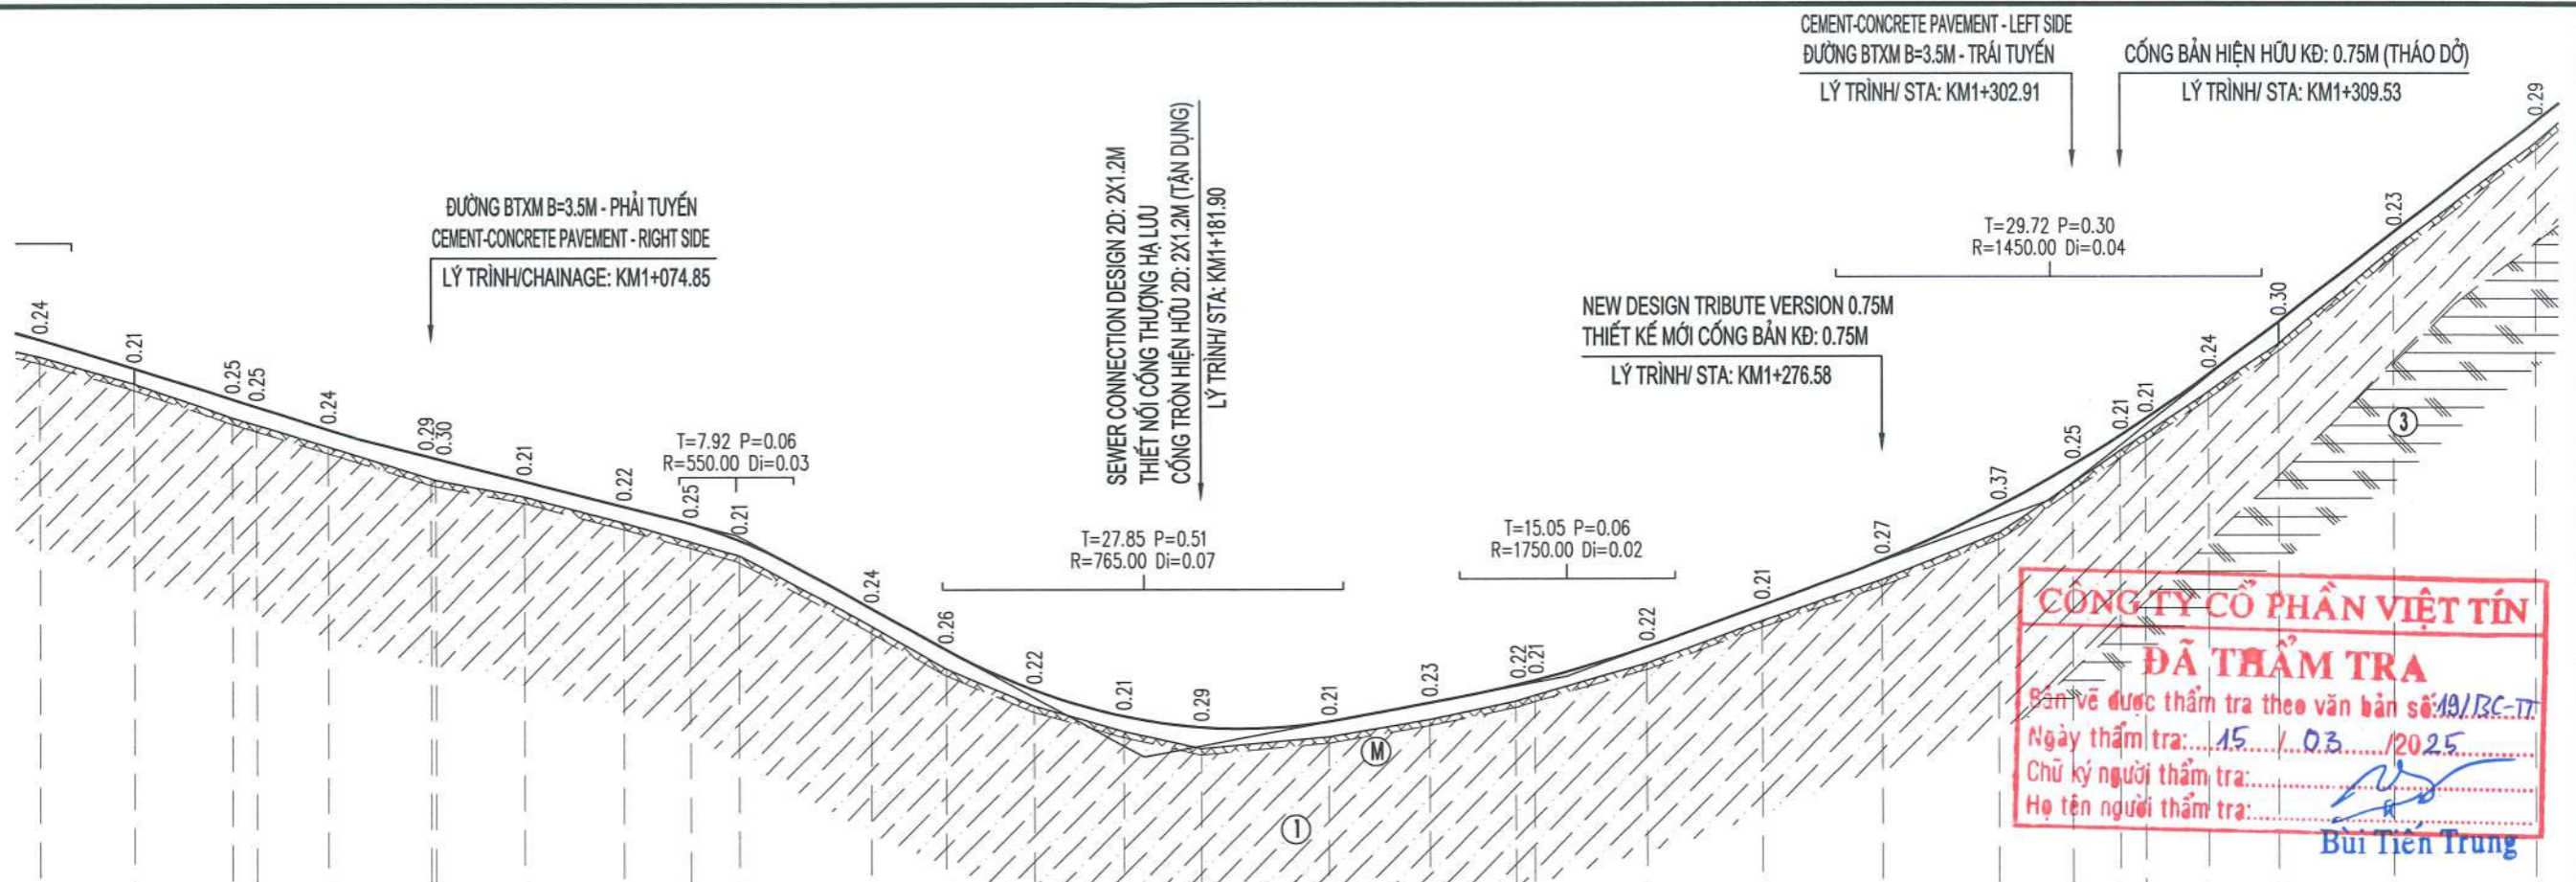 CEMENT-CONCRETE PAVEMENT - LEFT SIDE
ĐƯỜNG BTXM B=3.5M - TRÁI TUYẾN
LÝ TRÌNH/ STA: KM1+302.91
CỐNG BẢN HIỆN HỮU KĐ: 0.75M (THÁO DỞ)
LÝ TRÌNH/ STA: KM1+309.53
ĐƯỜNG BTXM B=3.5M - PHẢI TUYẾN
CEMENT-CONCRETE PAVEMENT - RIGHT SIDE
LÝ TRÌNH/CHAINAGE: KM1+074.85
SEWER CONNECTION DESIGN 2D: 2X1.2M
THIẾT NỐI CỐNG THƯỢNG HẠ LƯU
CỐNG TRÒN HIỆN HỮU 2D: 2X1.2M (TẬN DỤNG)
LÝ TRÌNH/ STA: KM1+181.90
T=29.72 P=0.30
R=1450.00 Di=0.04
NEW DESIGN TRIBUTE VERSION 0.75M
THIẾT KẾ MỚI CỐNG BẢN KĐ: 0.75M
LÝ TRÌNH/ STA: KM1+276.58
T=7.92 P=0.06
R=550.00 Di=0.03
T=27.85 P=0.51
R=765.00 Di=0.07
T=15.05 P=0.06
R=1750.00 Di=0.02
0.24
0.21
0.25
0.25
0.24
0.29
0.30
0.21
0.22
0.25
0.21
0.24
0.26
0.22
0.21
0.29
0.21
0.23
0.22
0.21
0.22
0.21
0.27
0.37
0.25
0.21
0.21
0.24
0.30
0.23
0.29
3
M
1
CÔNG TY CỔ PHẦN VIỆT TÍN
ĐÃ THẨM TRA
Bản vẽ được thẩm tra theo văn bản số: 19/BC-TT
Ngày thẩm tra: 15 / 03 /2025
Chữ ký người thẩm tra:
Họ tên người thẩm tra:
Bùi Tiến Trung